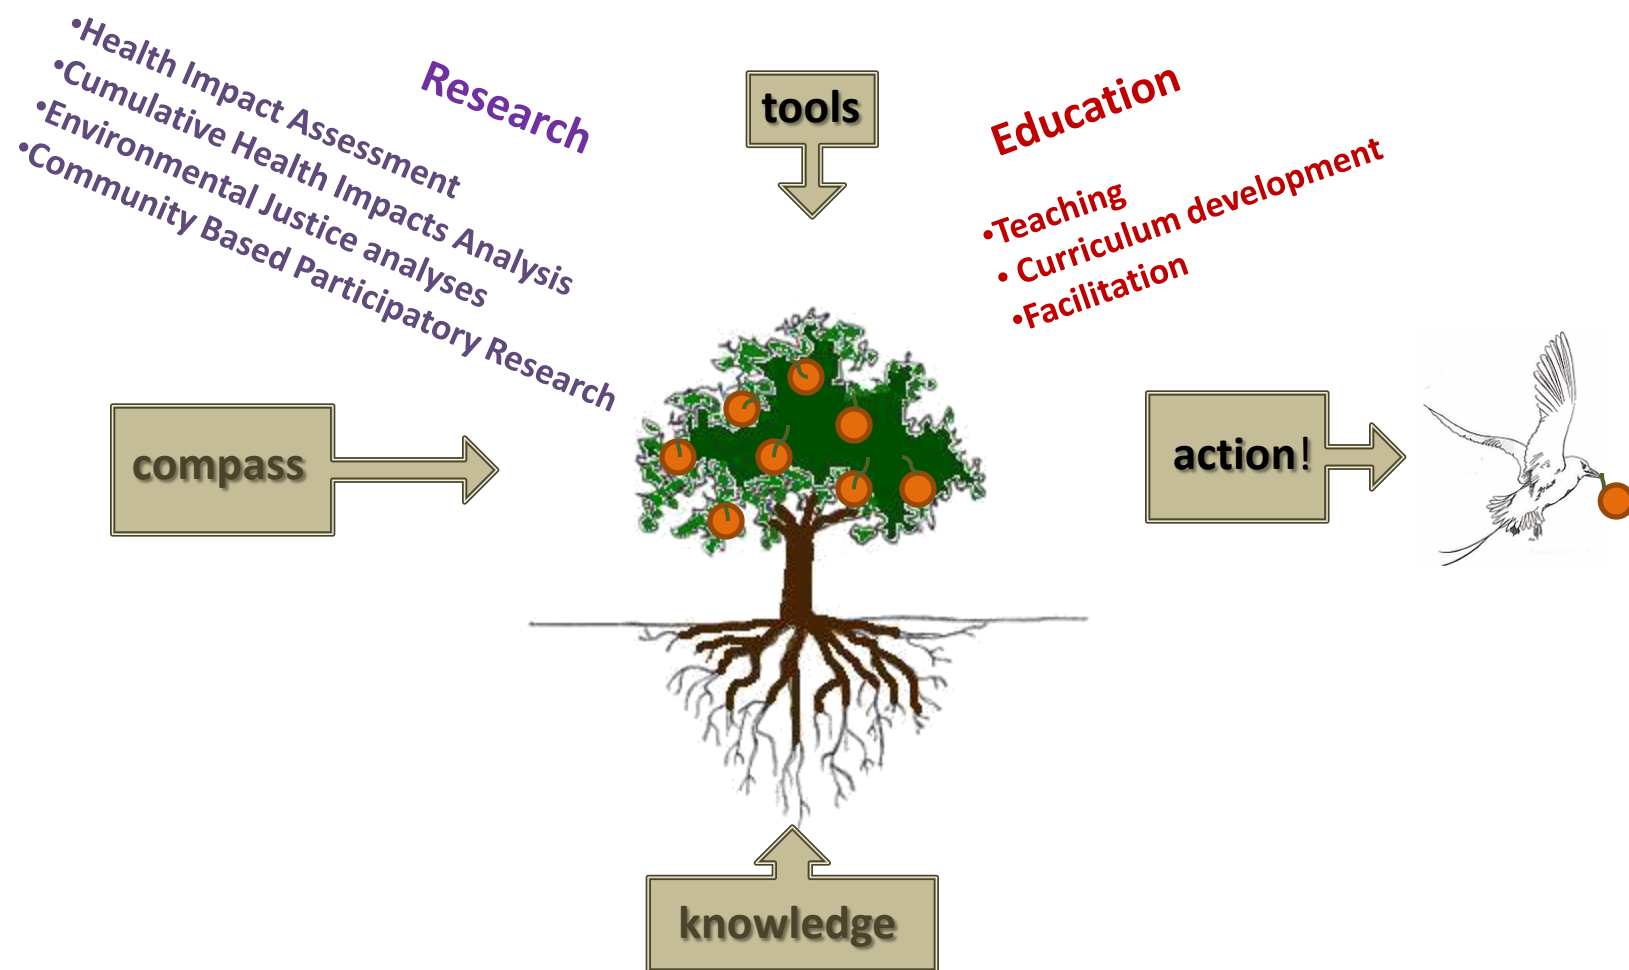 Research
•Health Impact Assessment
•Cumulative Health Impacts Analysis
•Environmental Justice analyses
•Community Based Participatory Research
tools
Education
•Teaching
• Curriculum development
•Facilitation
compass
action!
knowledge